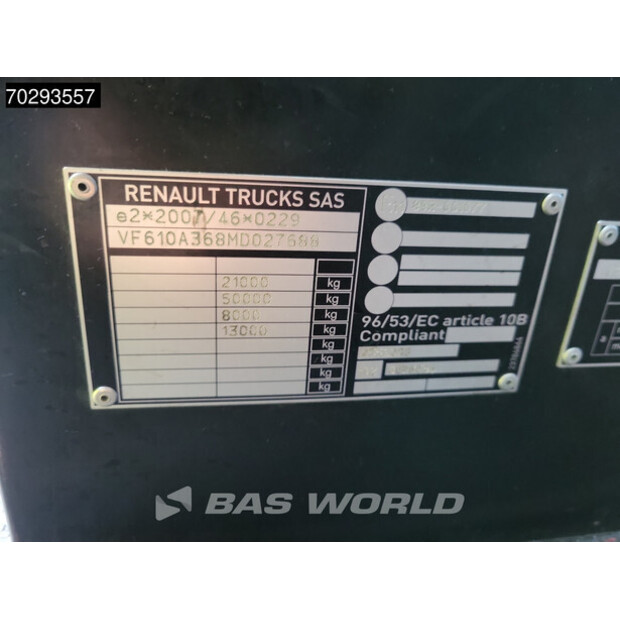 70293557
RENAULT TRUCKS SAS
e2*2007/46*0229
VF610A368MD027688
21000 kg
50000 kg
8000 kg
13000 kg
kg
kg
kg
kg
96/53/EC article 10B
Compliant
BAS WORLD